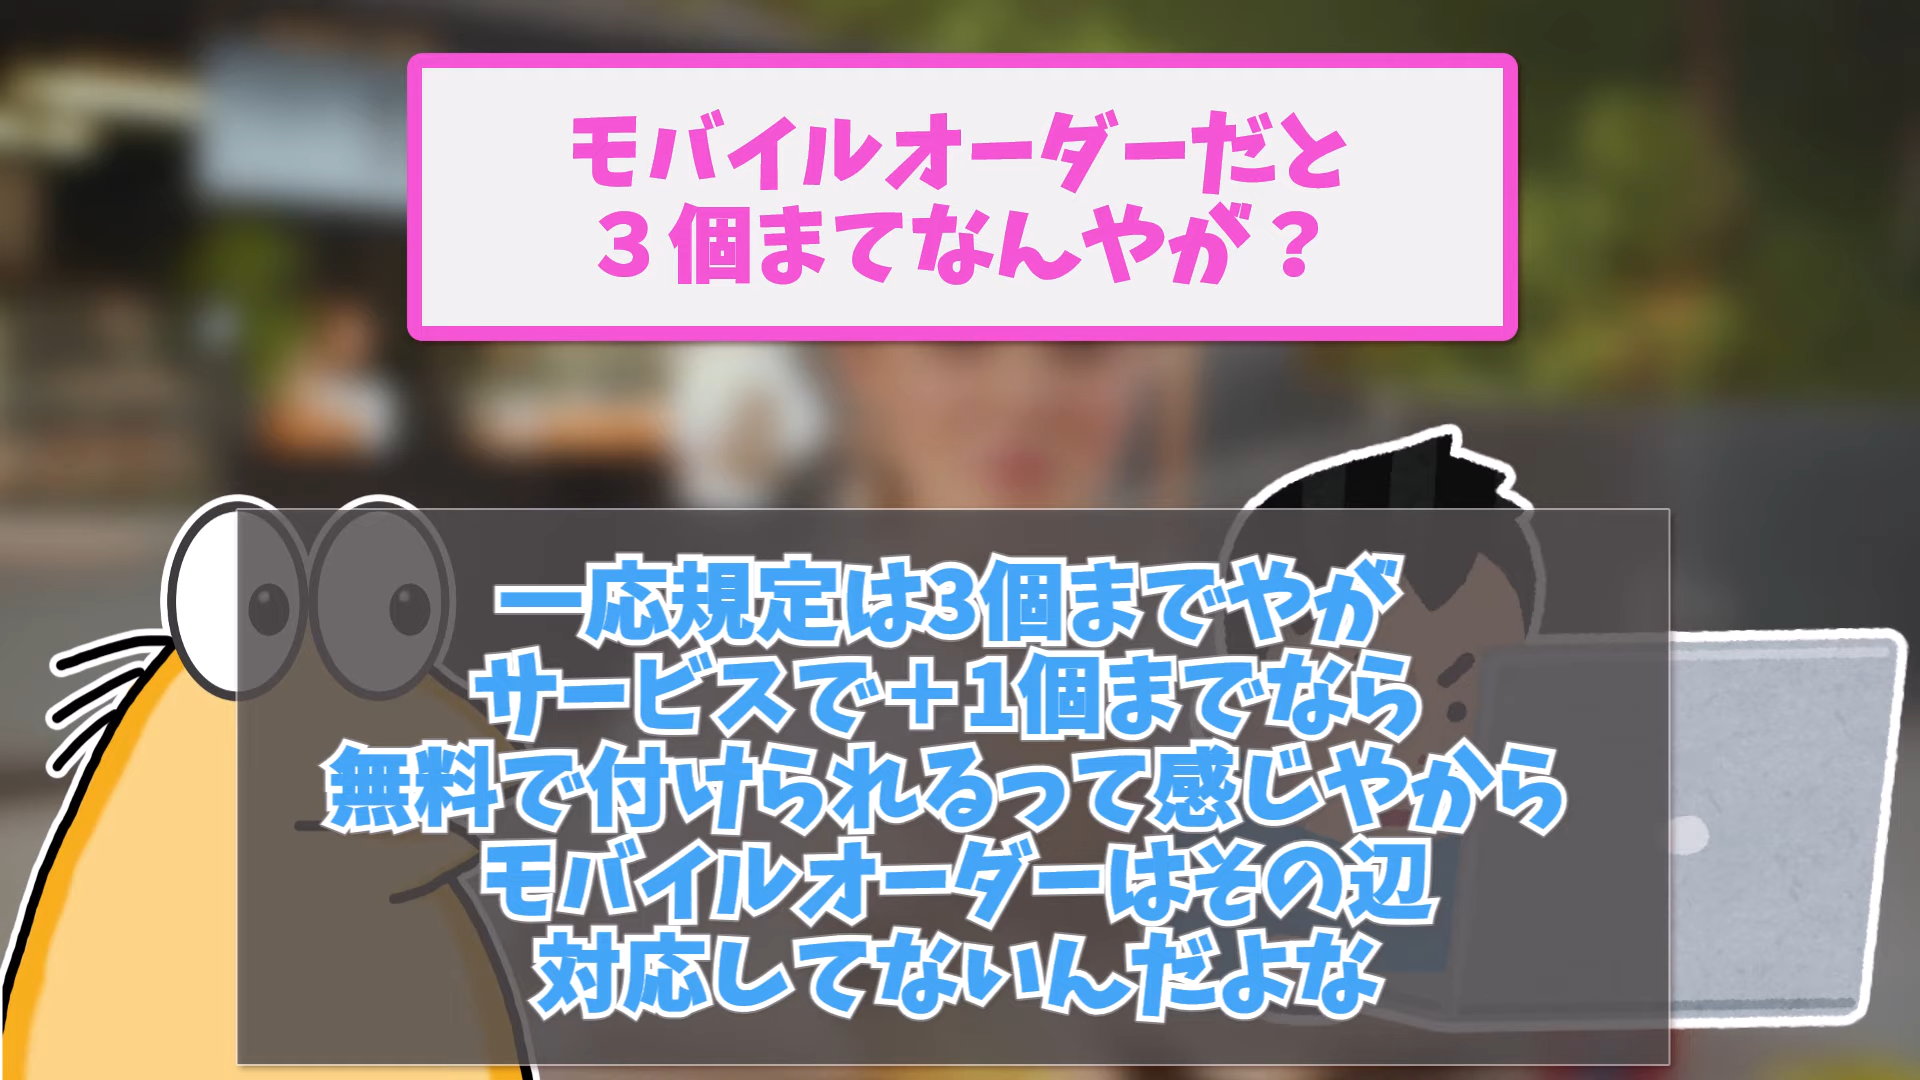 モバイルオーダーだと
３個まてなんやが？
一応規定は3個までやが
サービスで＋1個までなら
無料で付けられるって感じやから
モバイルオーダーはその辺
対応してないんだよな